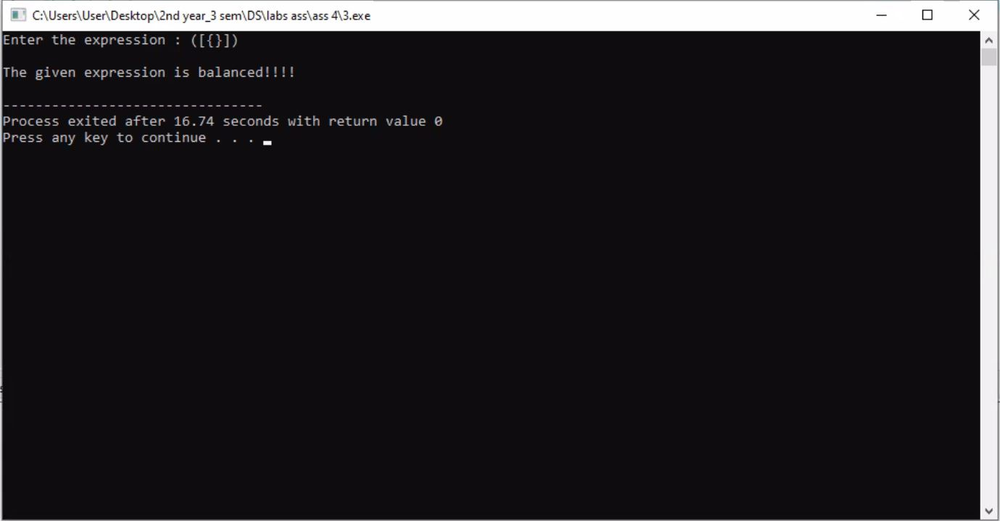 C:\Users\User\Desktop\2nd year_3 sem\DS\labs ass\ass 4\3.exe
Enter the expression : ([{}])
The given expression is balanced!!!!
--------------------------------
Process exited after 16.74 seconds with return value 0
Press any key to continue . . .